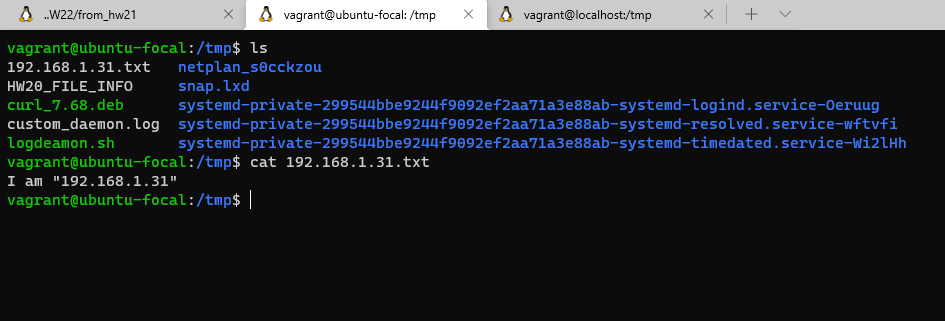 ..W22/from_hw21 vagrant@ubuntu-focal: /tmp vagrant@localhost:/tmp
vagrant@ubuntu-focal:/tmp$ ls
192.168.1.31.txt netplan_s0cckzou
HW20_FILE_INFO snap.lxd
curl_7.68.deb systemd-private-299544bbe9244f9092ef2aa71a3e88ab-systemd-logind.service-Oeruug
custom_daemon.log systemd-private-299544bbe9244f9092ef2aa71a3e88ab-systemd-resolved.service-wftvfi
logdeamon.sh systemd-private-299544bbe9244f9092ef2aa71a3e88ab-systemd-timedated.service-Wi2lHh
vagrant@ubuntu-focal:/tmp$ cat 192.168.1.31.txt
I am "192.168.1.31"
vagrant@ubuntu-focal:/tmp$